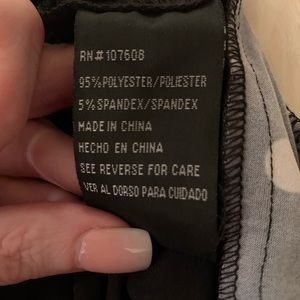 RN#107608
95% POLYESTER/POLIESTER
5% SPANDEX/SPANDEX
MADE IN CHINA
HECHO EN CHINA
SEE REVERSE FOR CARE
VER AL DORSO PARA CUIDADO